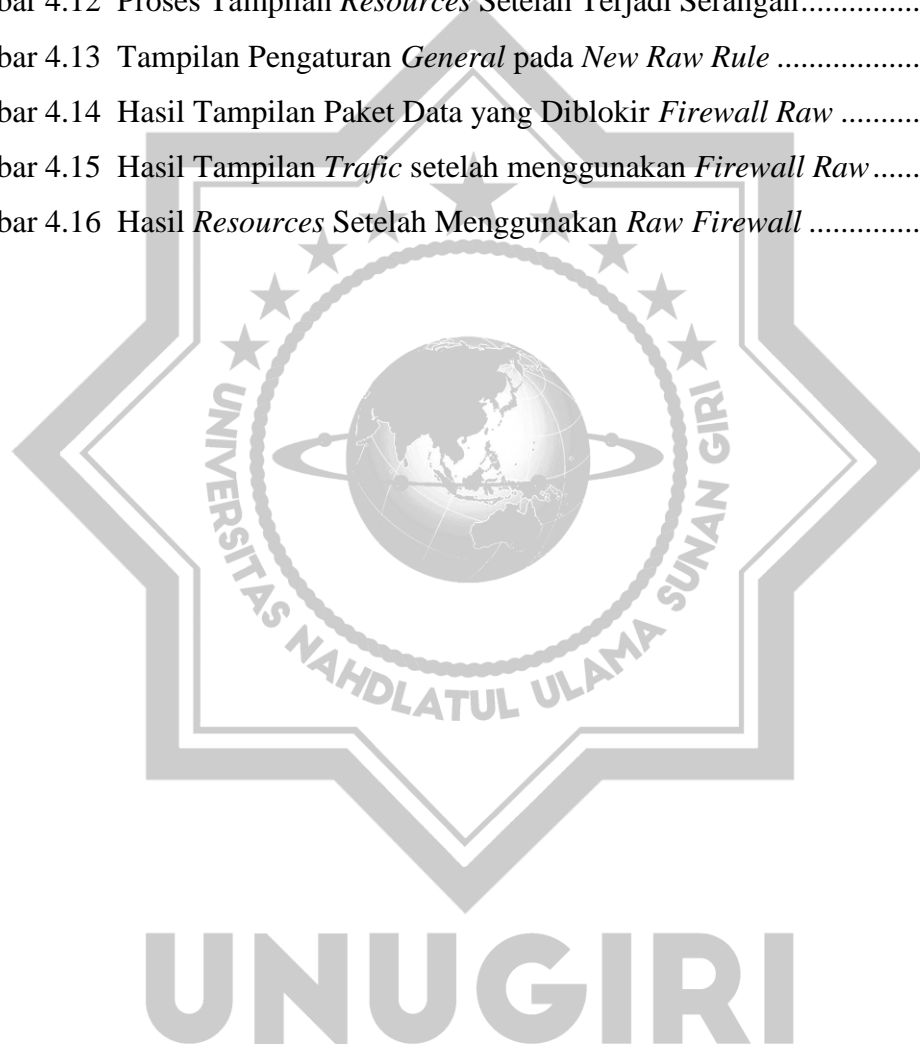 bar 4.12 Proses Tampilan Resources Setelah Terjadi Serangan...............
bar 4.13 Tampilan Pengaturan General pada New Raw Rule ..................
bar 4.14 Hasil Tampilan Paket Data yang Diblokir Firewall Raw ..........
bar 4.15 Hasil Tampilan Trafic setelah menggunakan Firewall Raw......
bar 4.16 Hasil Resources Setelah Menggunakan Raw Firewall ..............
UNIVERSITAS NAHDLATUL ULAMA SUNAN GIRI
UNUGIRI